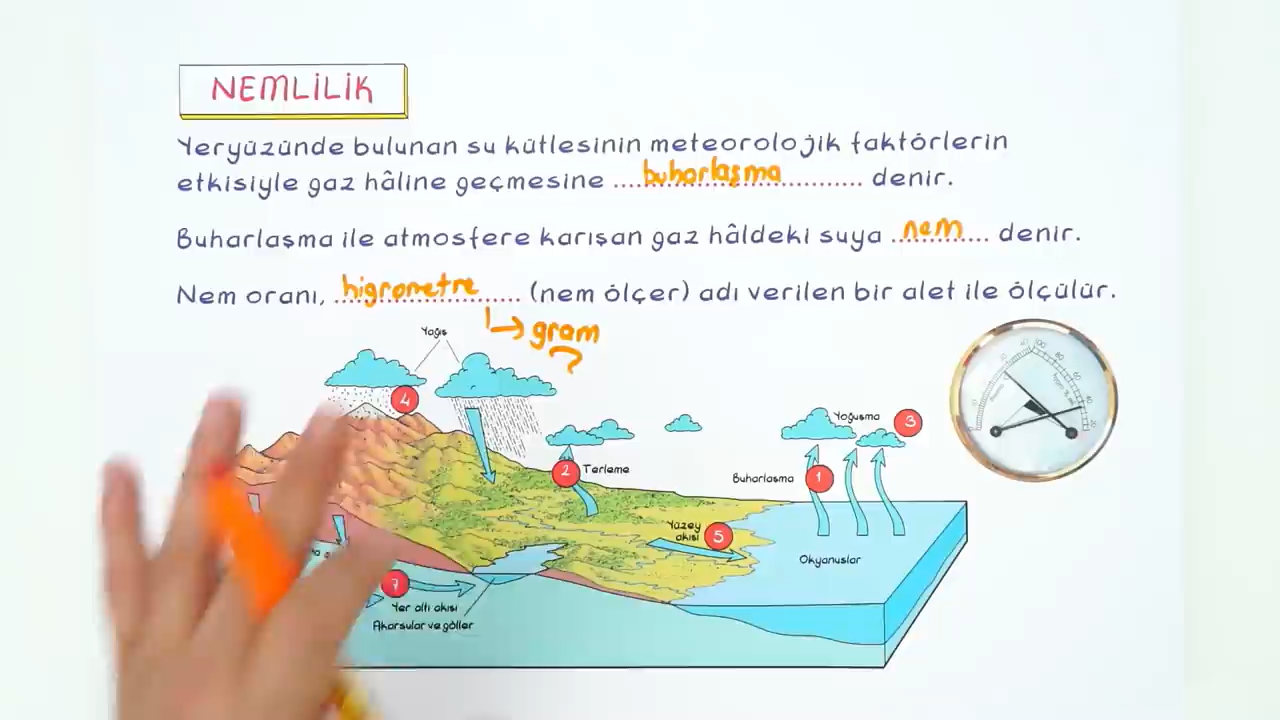 NEMLİLİK
Yeryüzünde bulunan su kütlesinin meteorolojik faktörlerin
etkisiyle gaz hâline geçmesine ....buharlaşma.... denir.
Buharlaşma ile atmosfere karışan gaz hâldeki suya ..nem.. denir.
Nem oranı, ..higrometre.. (nem ölçer) adı verilen bir alet ile ölçülür.
Yağış
gram
4
Yoğuşma
3
2
Terleme
Buharlaşma
1
Yüzey
akışı
5
Okyanuslar
7
Yer altı akışı
Akarsular ve göller